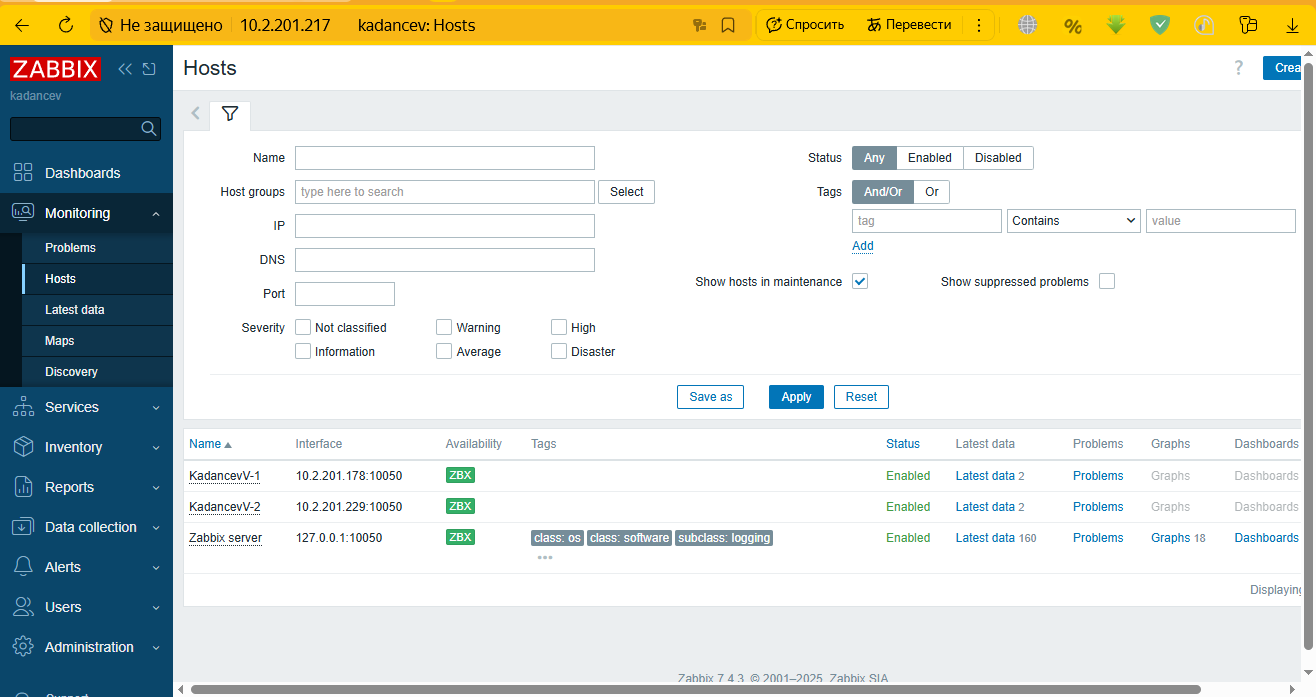 Не защищено 10.2.201.217 kadancev: Hosts Спросить Перевести
ZABBIX
kadancev
Dashboards
Monitoring
Problems
Hosts
Latest data
Maps
Discovery
Services
Inventory
Reports
Data collection
Alerts
Users
Administration
Support
Hosts
? Crea
Name
Host groups type here to search Select
IP
DNS
Port
Severity Not classified Warning High
Information Average Disaster
Status Any Enabled Disabled
Tags And/Or Or
tag Contains value
Add
Show hosts in maintenance Show suppressed problems
Save as Apply Reset
Name Interface Availability Tags Status Latest data Problems Graphs Dashboards
KadancevV-1 10.2.201.178:10050 ZBX Enabled Latest data 2 Problems Graphs Dashboards
KadancevV-2 10.2.201.229:10050 ZBX Enabled Latest data 2 Problems Graphs Dashboards
Zabbix server 127.0.0.1:10050 ZBX class: os class: software subclass: logging Enabled Latest data 160 Problems Graphs 18 Dashboards
•••
Displaying
Zabbix 7.4.3. © 2001–2025, Zabbix SIA